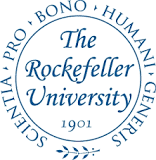 SCIENTIA · PRO · BONO · HUMANI · GENERIS
The
Rockefeller
University
1901